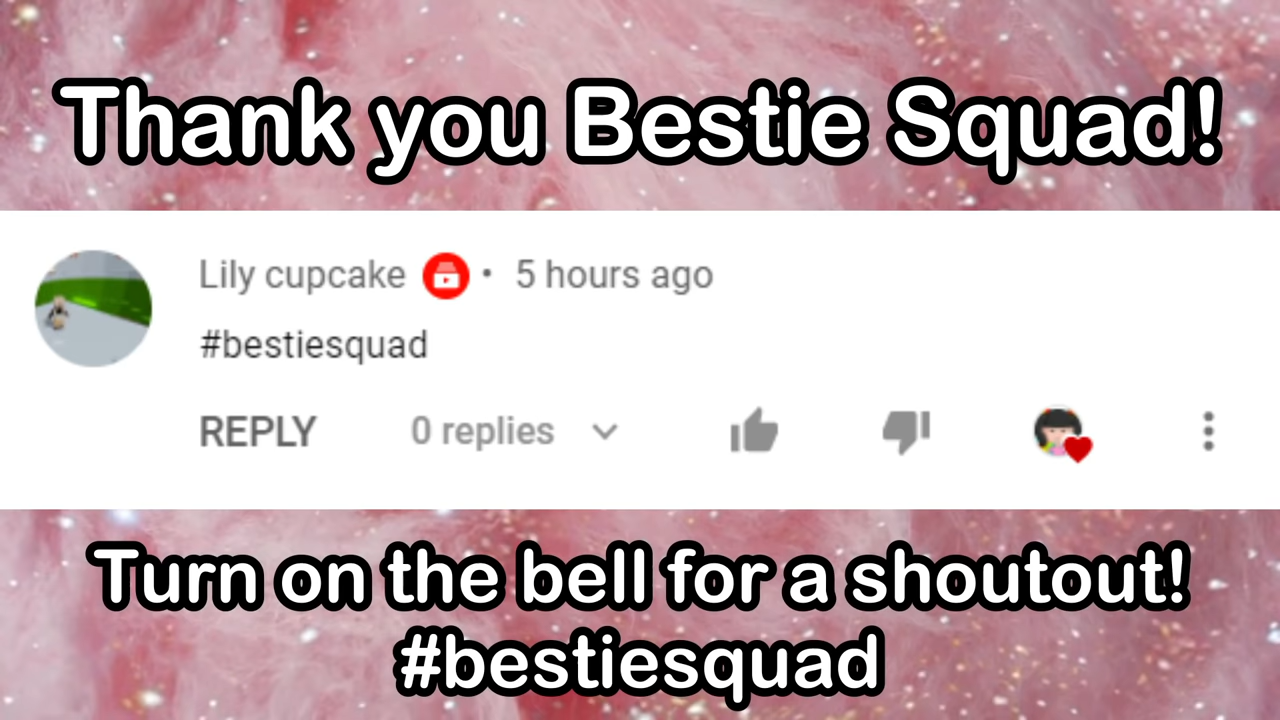 Thank you Bestie Squad!
Lily cupcake • 5 hours ago
#bestiesquad
REPLY 0 replies
Turn on the bell for a shoutout!
#bestiesquad